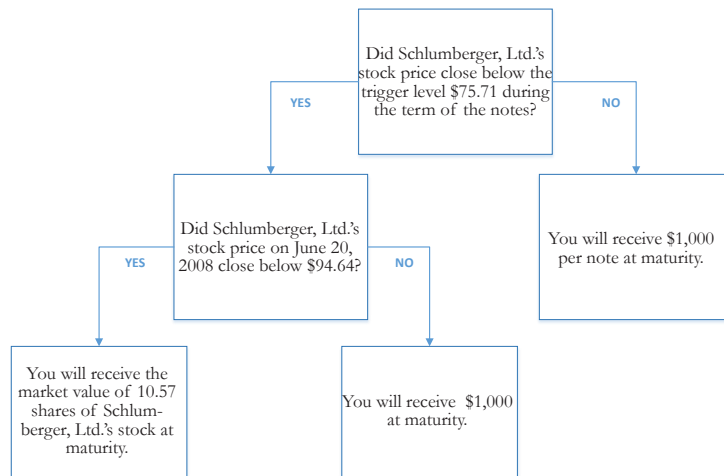 Did Schlumberger, Ltd.'s
stock price close below the
trigger level $75.71 during
the term of the notes?
YES
NO
Did Schlumberger, Ltd.'s
stock price on June 20,
2008 close below $94.64?
You will receive $1,000
per note at maturity.
YES
NO
You will receive the
market value of 10.57
shares of Schlum-
berger, Ltd.'s stock at
maturity.
You will receive $1,000
at maturity.